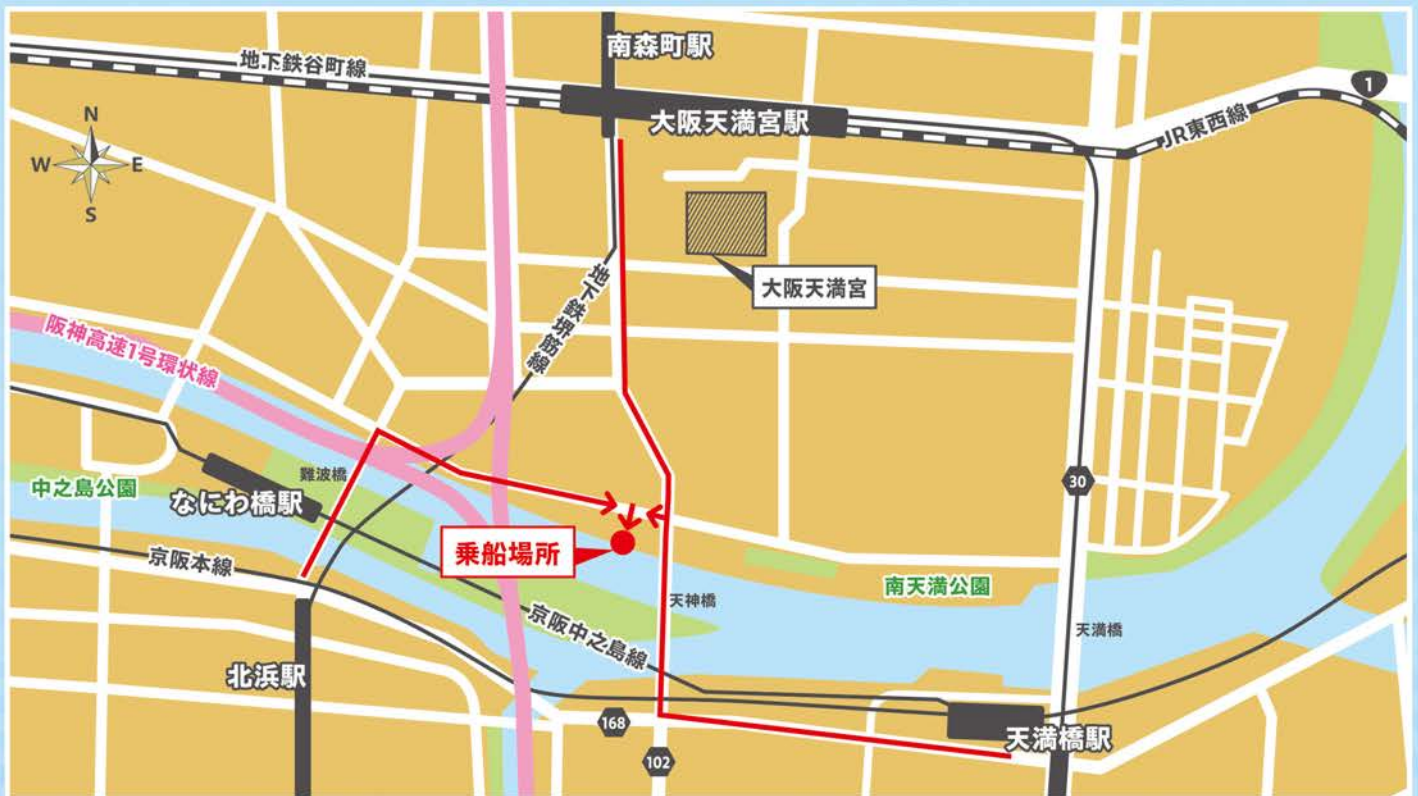 南森町駅
地下鉄谷町線
1
大阪天満宮駅
JR東西線
N
W
E
S
大阪天満宮
地下鉄堺筋線
阪神高速1号環状線
難波橋
中之島公園
なにわ橋駅
30
乗船場所
京阪本線
南天満公園
天神橋
京阪中之島線
天満橋
北浜駅
168
天満橋駅
102